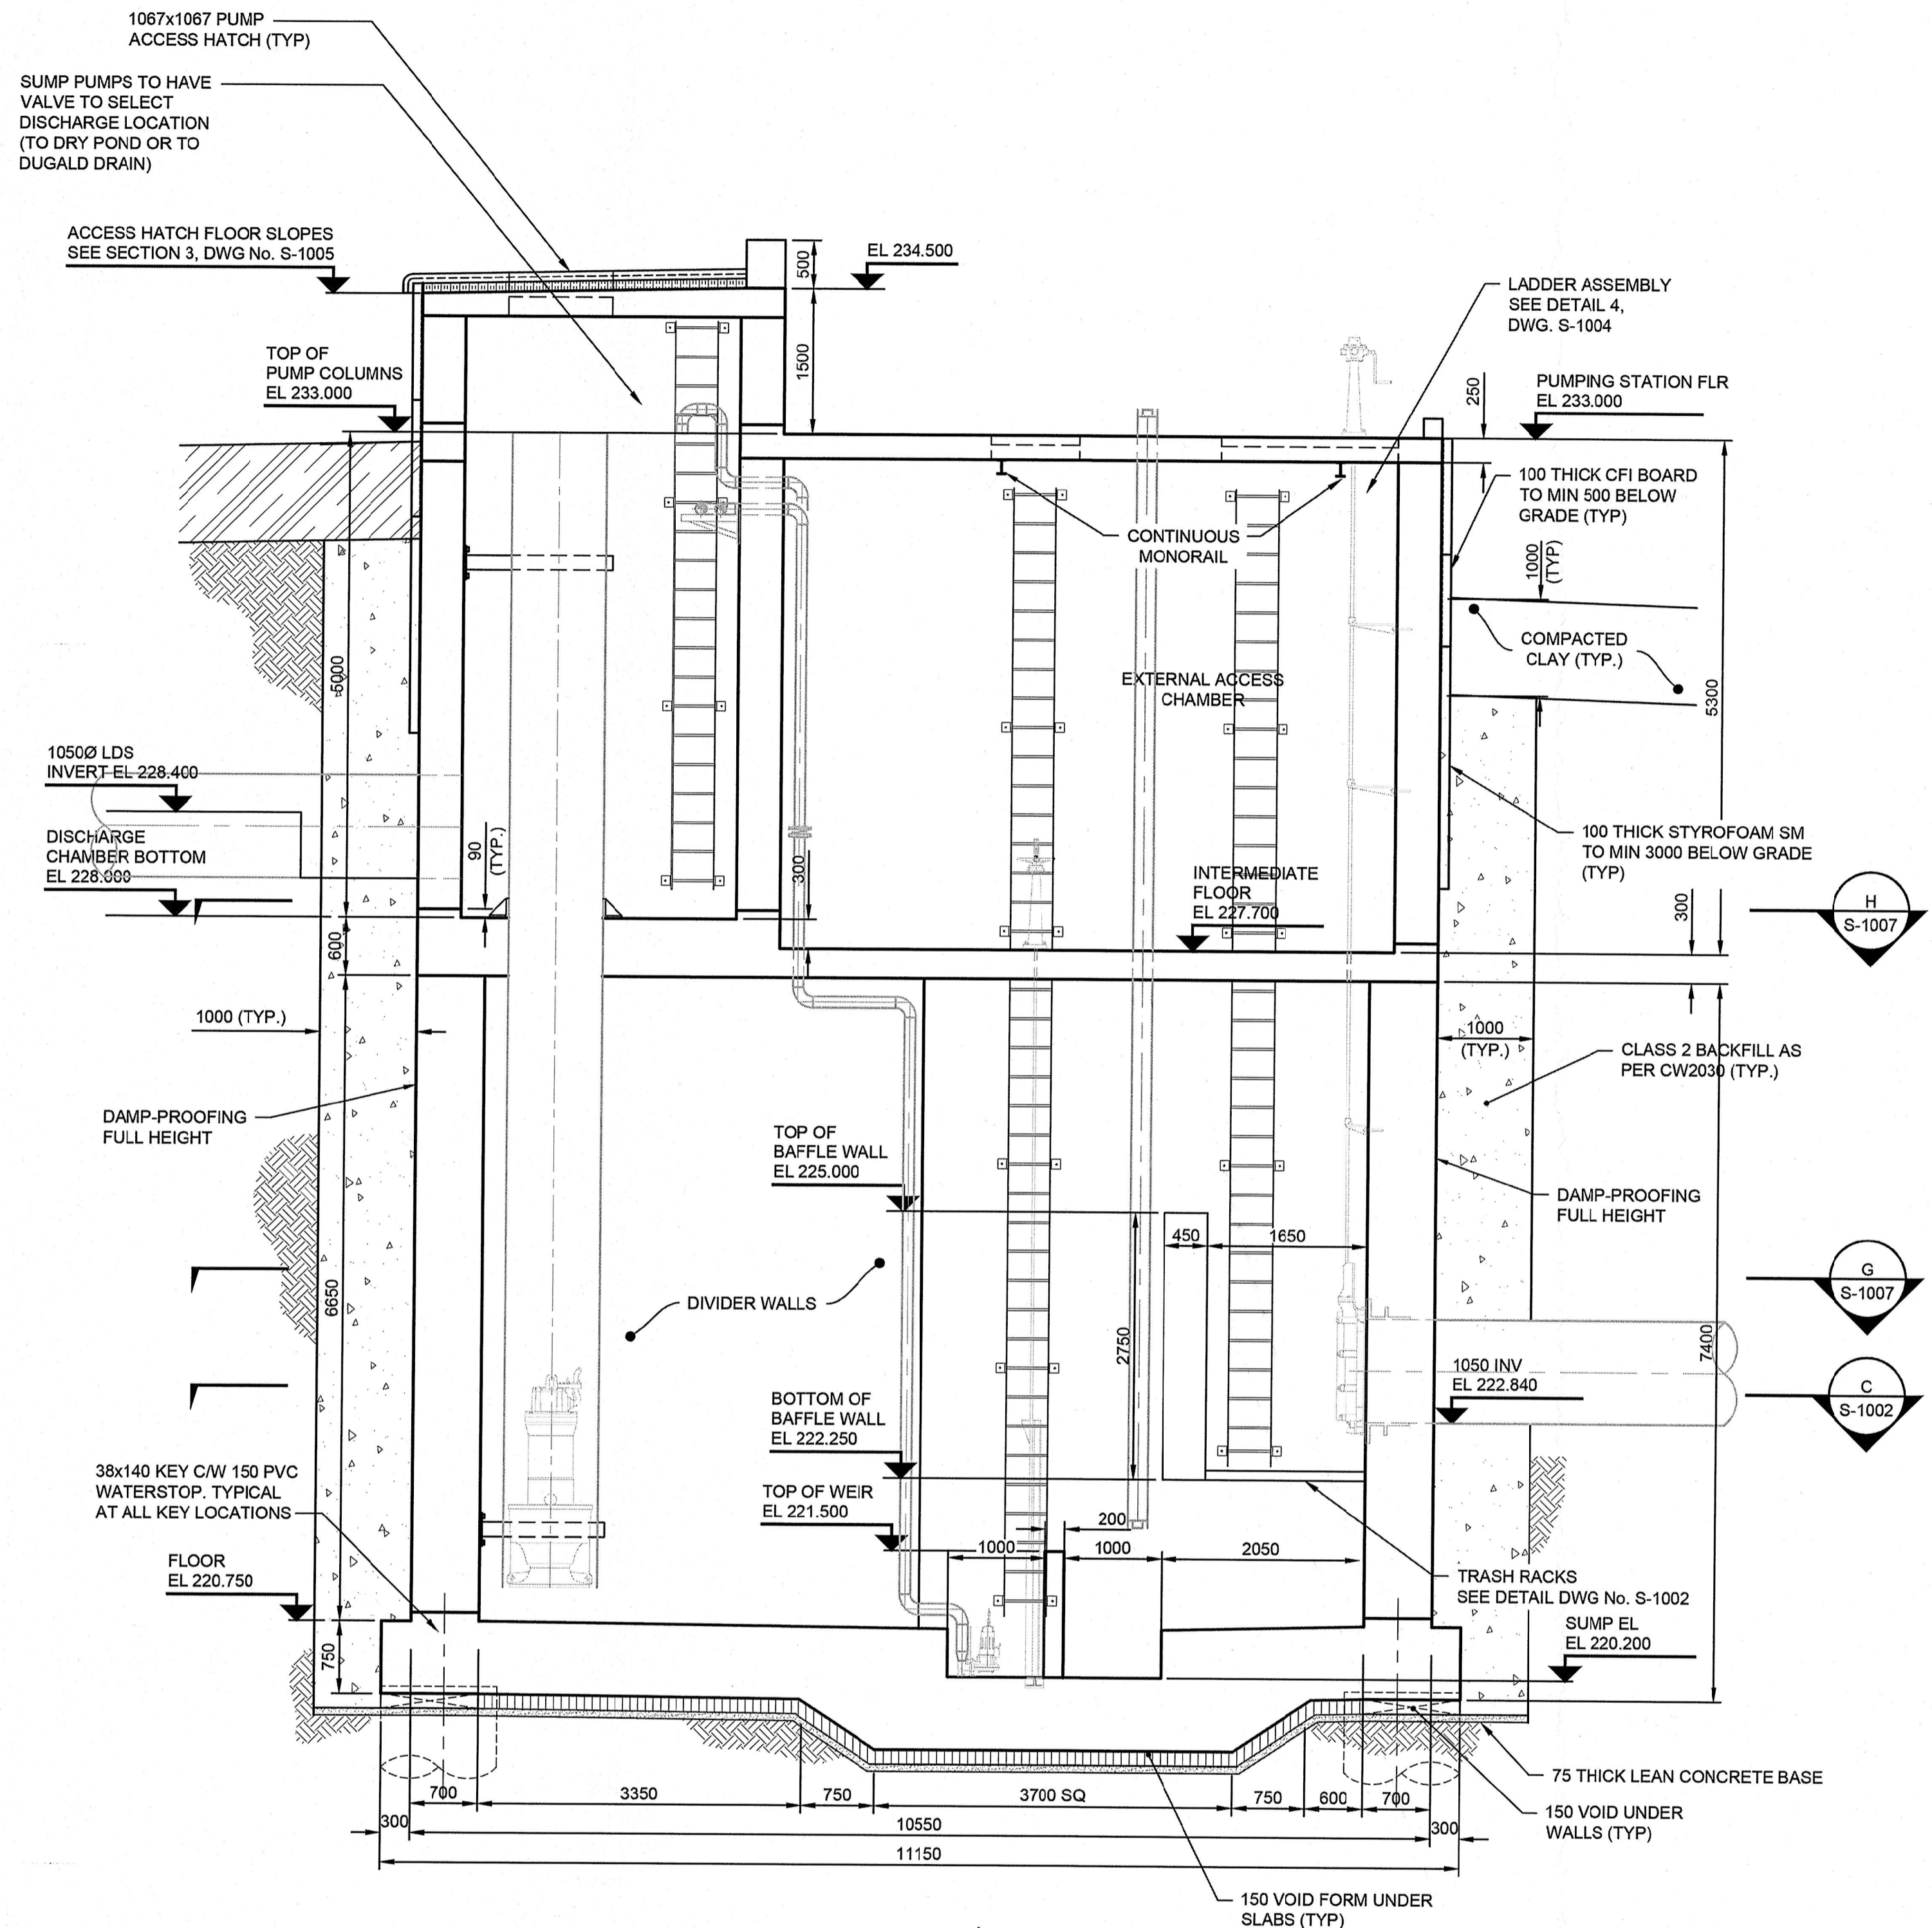 1067x1067 PUMP
ACCESS HATCH (TYP)
SUMP PUMPS TO HAVE
VALVE TO SELECT
DISCHARGE LOCATION
(TO DRY POND OR TO
DUGALD DRAIN)
ACCESS HATCH FLOOR SLOPES
SEE SECTION 3, DWG No. S-1005
500
EL 234.500
1500
LADDER ASSEMBLY
SEE DETAIL 4,
DWG. S-1004
TOP OF
PUMP COLUMNS
EL 233.000
250
PUMPING STATION FLR
EL 233.000
100 THICK CFI BOARD
TO MIN 500 BELOW
GRADE (TYP)
CONTINUOUS
MONORAIL
1000
(TYP)
COMPACTED
CLAY (TYP.)
5000
EXTERNAL ACCESS
CHAMBER
5300
1050Ø LDS
INVERT EL 228.400
DISCHARGE
CHAMBER BOTTOM
EL 228.000
90
(TYP.)
300
100 THICK STYROFOAM SM
TO MIN 3000 BELOW GRADE
(TYP)
INTERMEDIATE
FLOOR
EL 227.700
300
H
S-1007
600
1000 (TYP.)
1000
(TYP.)
CLASS 2 BACKFILL AS
PER CW2030 (TYP.)
DAMP-PROOFING
FULL HEIGHT
TOP OF
BAFFLE WALL
EL 225.000
DAMP-PROOFING
FULL HEIGHT
450
1650
G
S-1007
6650
DIVIDER WALLS
2750
7400
1050 INV
EL 222.840
C
S-1002
BOTTOM OF
BAFFLE WALL
EL 222.250
38x140 KEY C/W 150 PVC
WATERSTOP. TYPICAL
AT ALL KEY LOCATIONS
TOP OF WEIR
EL 221.500
200
1000
1000
2050
FLOOR
EL 220.750
TRASH RACKS
SEE DETAIL DWG No. S-1002
SUMP EL
EL 220.200
750
75 THICK LEAN CONCRETE BASE
700
3350
750
3700 SQ
750
600
700
150 VOID UNDER
WALLS (TYP)
300
10550
300
11150
150 VOID FORM UNDER
SLABS (TYP)